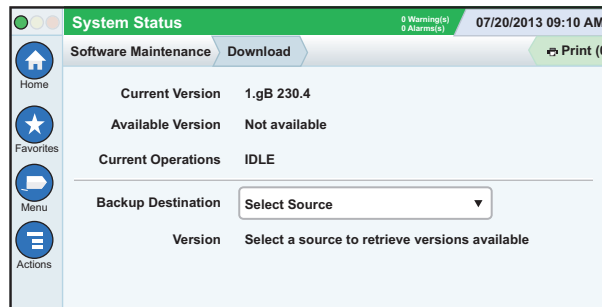 System Status
0 Warning(s)
0 Alarms(s)
07/20/2013 09:10 AM
Software Maintenance
Download
Print (
Home
Current Version 1.gB 230.4
Available Version Not available
Favorites
Current Operations IDLE
Menu
Backup Destination Select Source
Version Select a source to retrieve versions available
Actions